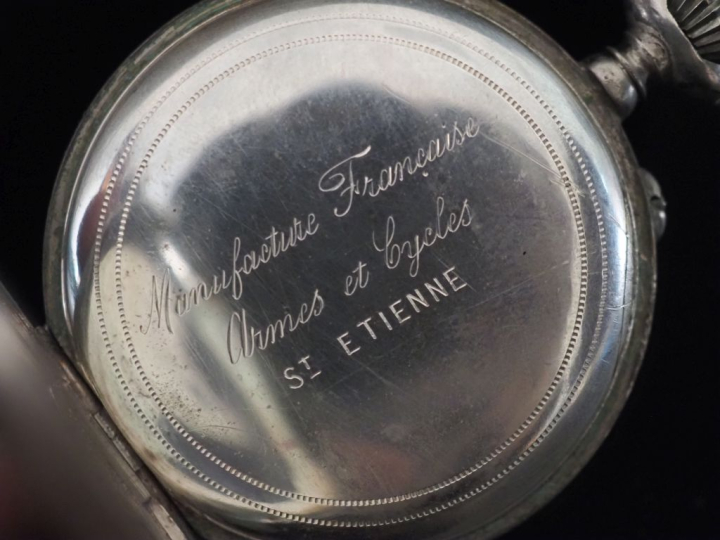 Manufacture Française
Armes et Cycles
ST ETIENNE